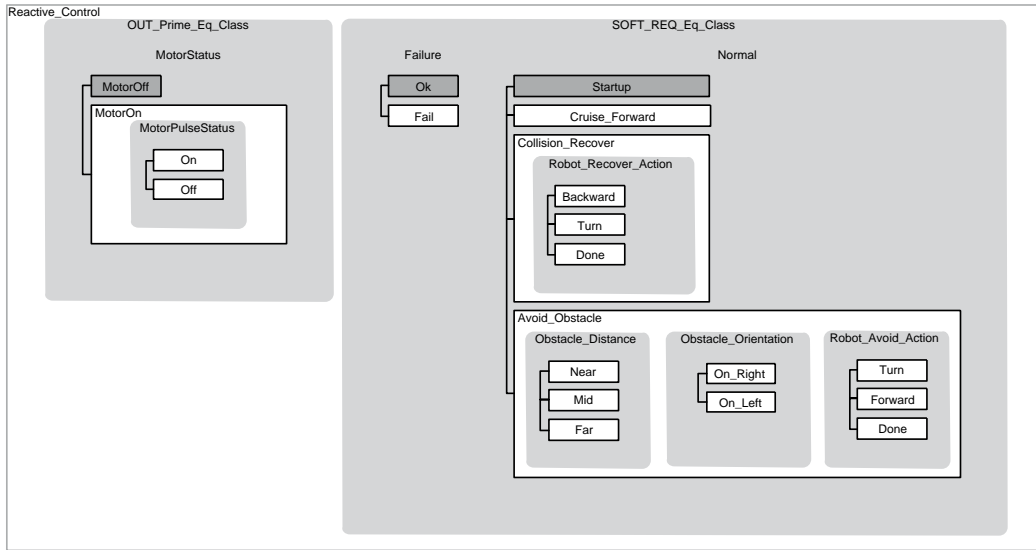 Reactive_Control
OUT_Prime_Eq_Class
MotorStatus
MotorOff
MotorOn
MotorPulseStatus
On
Off
SOFT_REQ_Eq_Class
Failure
Ok
Fail
Normal
Startup
Cruise_Forward
Collision_Recover
Robot_Recover_Action
Backward
Turn
Done
Avoid_Obstacle
Obstacle_Distance
Near
Mid
Far
Obstacle_Orientation
On_Right
On_Left
Robot_Avoid_Action
Turn
Forward
Done